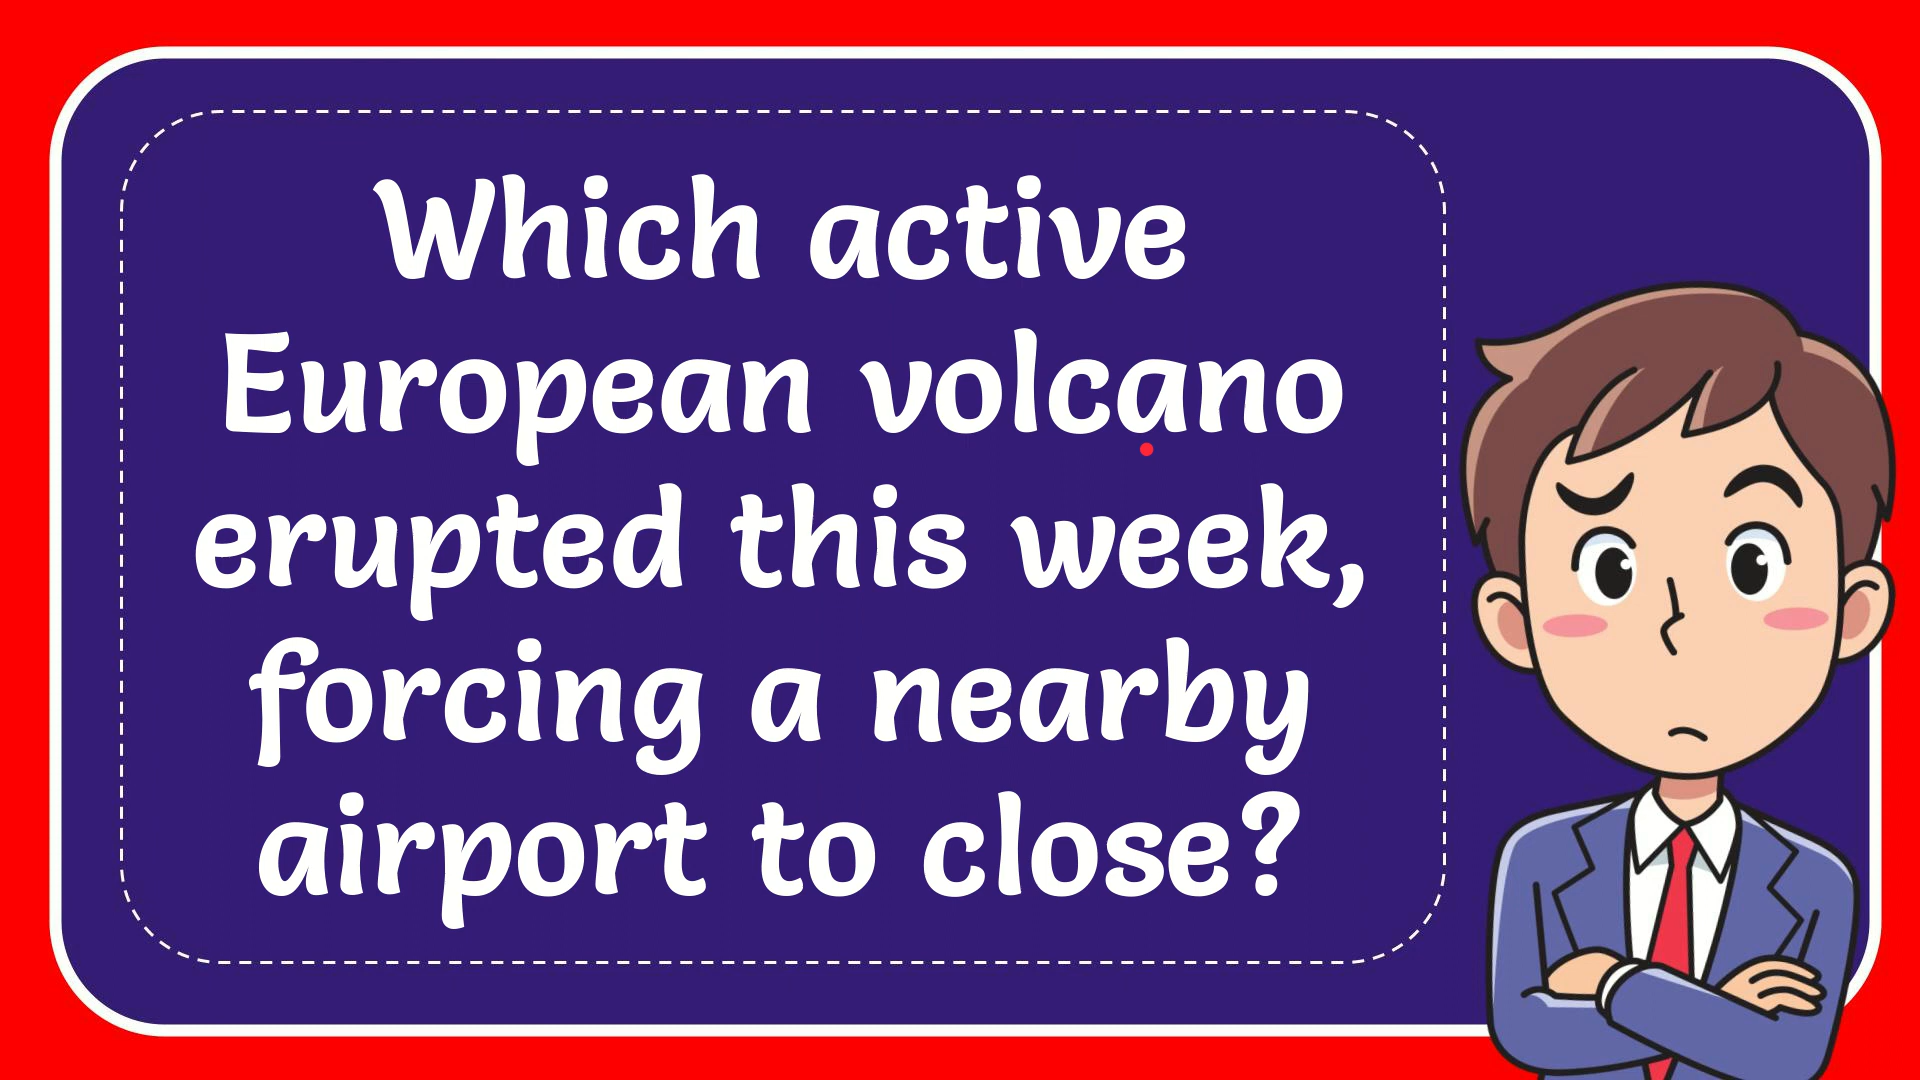 Which active
European volcano
erupted this week,
forcing a nearby
airport to close?